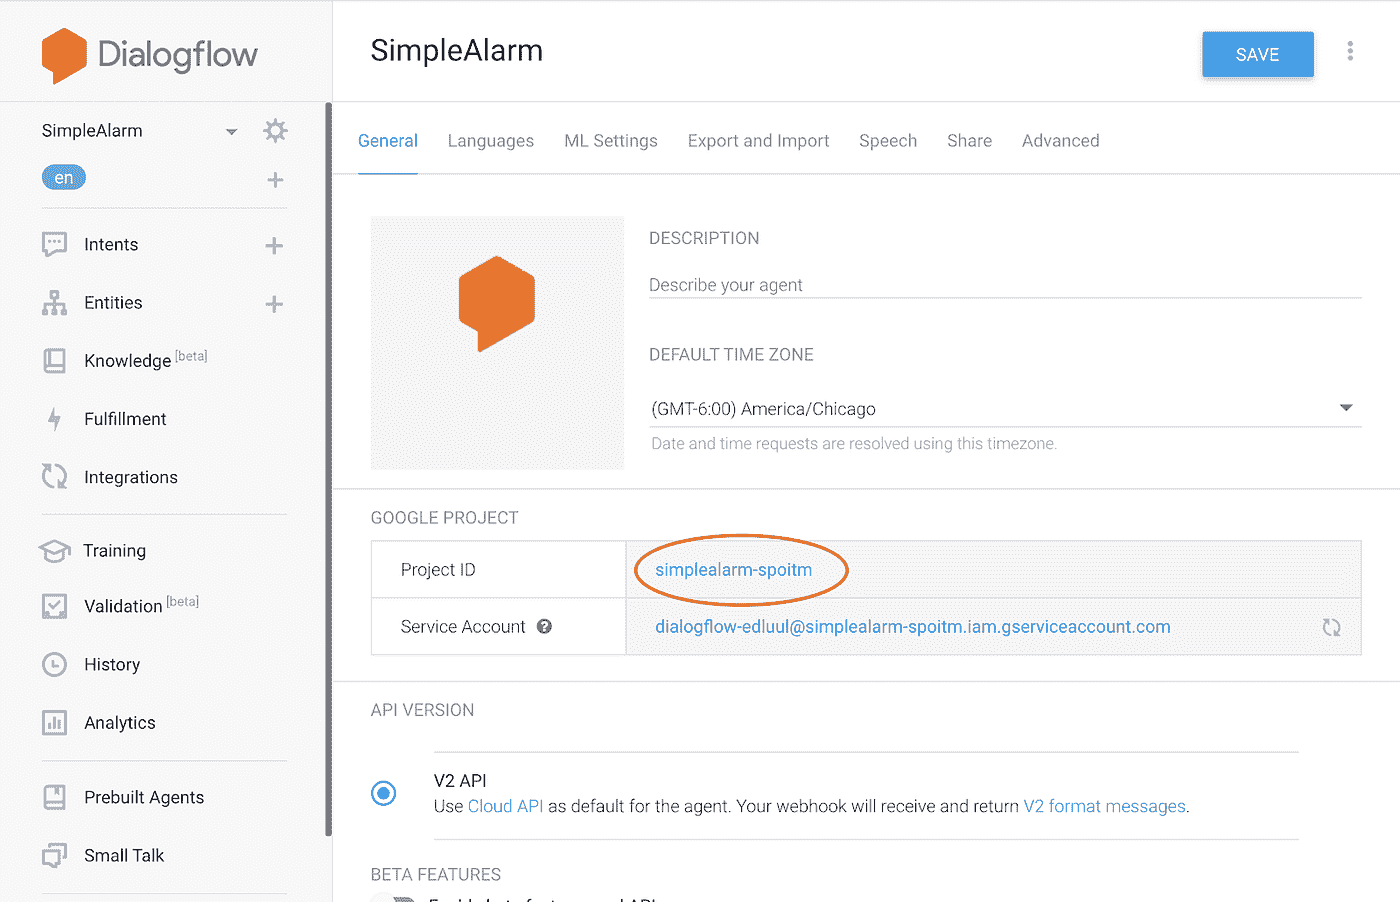 Dialogflow
SimpleAlarm
SAVE
SimpleAlarm
en
Intents
Entities
Knowledge [beta]
Fulfillment
Integrations
Training
Validation [beta]
History
Analytics
Prebuilt Agents
Small Talk
General Languages ML Settings Export and Import Speech Share Advanced
DESCRIPTION
Describe your agent
DEFAULT TIME ZONE
(GMT-6:00) America/Chicago
Date and time requests are resolved using this timezone.
GOOGLE PROJECT
Project ID simplealarm-spoitm
Service Account ? dialogflow-edluul@simplealarm-spoitm.iam.gserviceaccount.com
API VERSION
V2 API
Use Cloud API as default for the agent. Your webhook will receive and return V2 format messages.
BETA FEATURES